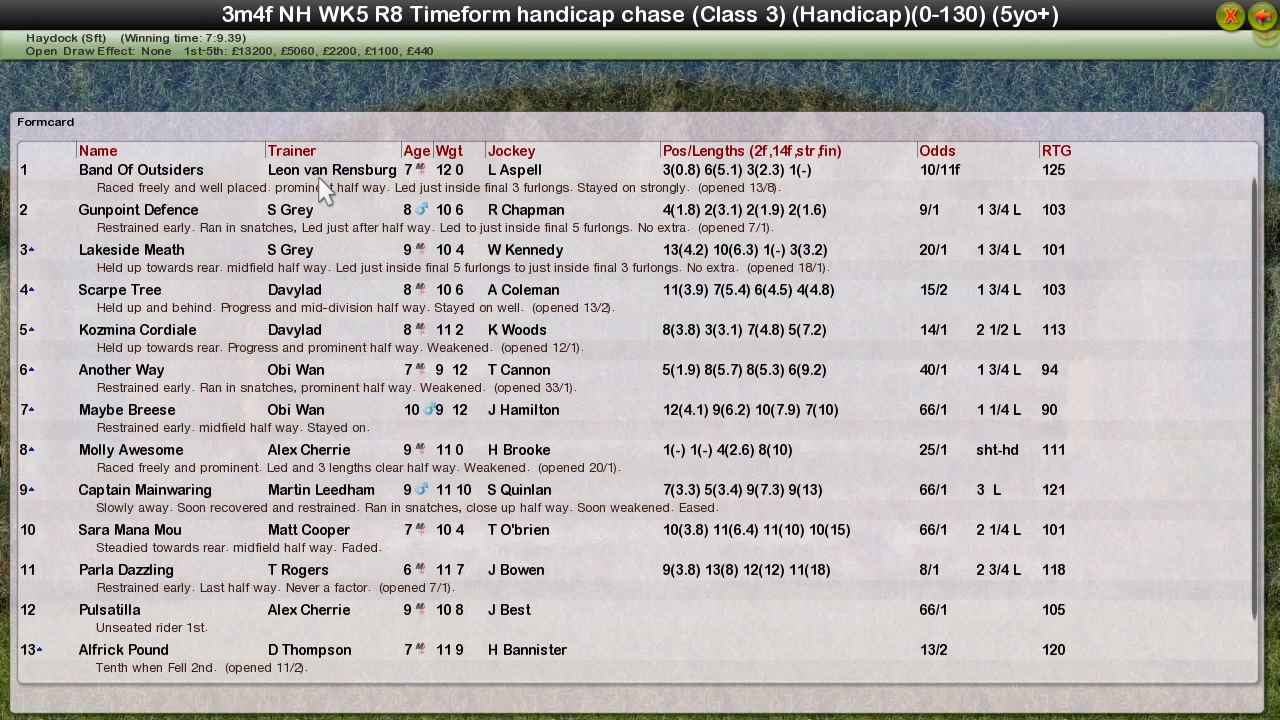 3m4f NH WK5 R8 Timeform handicap chase (Class 3) (Handicap)(0-130) (5yo+)
X
Haydock (Sft) (Winning time: 7:9.39)
Open Draw Effect: None 1st-5th: £13200, £5060, £2200, £1100, £440
Formcard
Name Trainer Age Wgt Jockey Pos/Lengths (2f,14f,str,fin) Odds RTG
1 Band Of Outsiders Leon van Rensburg 7 12 0 L Aspell 3(0.8) 6(5.1) 3(2.3) 1(-) 10/11f 125
Raced freely and well placed. prominent half way. Led just inside final 3 furlongs. Stayed on strongly. (opened 13/8).
2 Gunpoint Defence S Grey 8 10 6 R Chapman 4(1.8) 2(3.1) 2(1.9) 2(1.6) 9/1 1 3/4 L 103
Restrained early. Ran in snatches, Led just after half way. Led to just inside final 5 furlongs. No extra. (opened 7/1).
3 Lakeside Meath S Grey 9 10 4 W Kennedy 13(4.2) 10(6.3) 1(-) 3(3.2) 20/1 1 3/4 L 101
Held up towards rear. midfield half way. Led just inside final 5 furlongs to just inside final 3 furlongs. No extra. (opened 18/1).
4 Scarpe Tree Davylad 8 10 6 A Coleman 11(3.9) 7(5.4) 6(4.5) 4(4.8) 15/2 1 3/4 L 103
Held up and behind. Progress and mid-division half way. Stayed on well. (opened 13/2).
5 Kozmina Cordiale Davylad 8 11 2 K Woods 8(3.8) 3(3.1) 7(4.8) 5(7.2) 14/1 2 1/2 L 113
Held up towards rear. Progress and prominent half way. Weakened. (opened 12/1).
6 Another Way Obi Wan 7 9 12 T Cannon 5(1.9) 8(5.7) 8(5.3) 6(9.2) 40/1 1 3/4 L 94
Restrained early. Ran in snatches, prominent half way. Weakened. (opened 33/1).
7 Maybe Breese Obi Wan 10 9 12 J Hamilton 12(4.1) 9(6.2) 10(7.9) 7(10) 66/1 1 1/4 L 90
Restrained early. midfield half way. Stayed on.
8 Molly Awesome Alex Cherrie 9 11 0 H Brooke 1(-) 1(-) 4(2.6) 8(10) 25/1 sht-hd 111
Raced freely and prominent. Led and 3 lengths clear half way. Weakened. (opened 20/1).
9 Captain Mainwaring Martin Leedham 9 11 10 S Quinlan 7(3.3) 5(3.4) 9(7.3) 9(13) 66/1 3 L 121
Slowly away. Soon recovered and restrained. Ran in snatches, close up half way. Soon weakened. Eased.
10 Sara Mana Mou Matt Cooper 7 10 4 T O'brien 10(3.8) 11(6.4) 11(10) 10(15) 66/1 2 1/4 L 101
Steadied towards rear. midfield half way. Faded.
11 Parla Dazzling T Rogers 6 11 7 J Bowen 9(3.8) 13(8) 12(12) 11(18) 8/1 2 3/4 L 118
Restrained early. Last half way. Never a factor. (opened 7/1).
12 Pulsatilla Alex Cherrie 9 10 8 J Best 66/1 105
Unseated rider 1st.
13 Alfrick Pound D Thompson 7 11 9 H Bannister 13/2 120
Tenth when Fell 2nd. (opened 11/2).